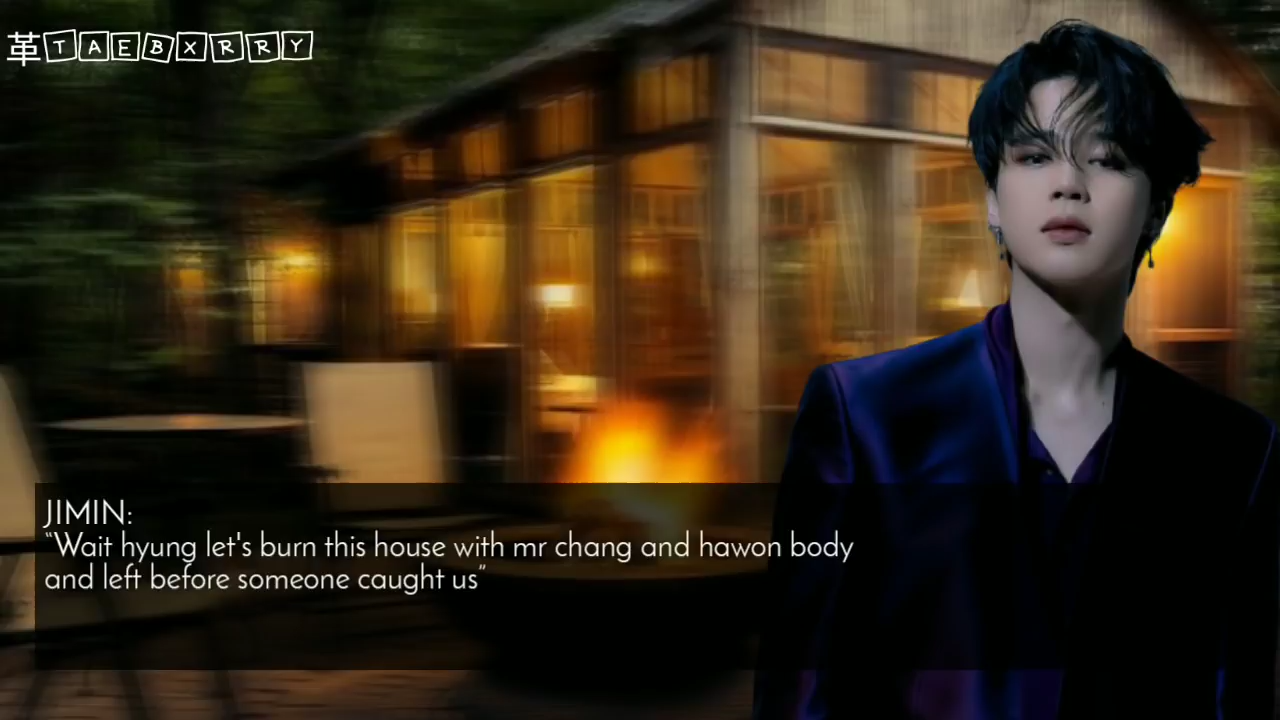 革TAEBXRRY
JIMIN:
“Wait hyung let's burn this house with mr chang and hawon body
and left before someone caught us”